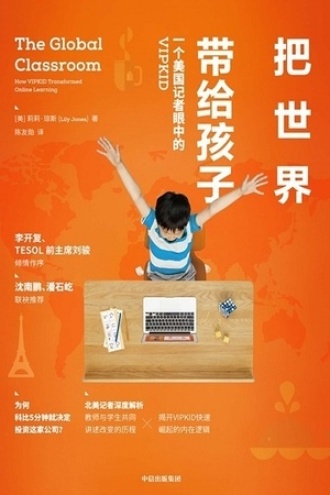 The Global
Classroom
How VIPKID Transformed
Online Learning
[美] 莉莉·琼斯 (Lily Jones) 著
陈友勋 译
把世界
带给孩子
一个美国记者眼中的
VIPKID
李开复、
TESOL 前主席刘骏
倾情作序
沈南鹏、潘石屹
联袂推荐
为何
科比5分钟就决定
投资这家公司?
北美记者深度解析
教师与学生共同
讲述改变的历程
揭开VIPKID快速
崛起的内在逻辑
中信出版集团